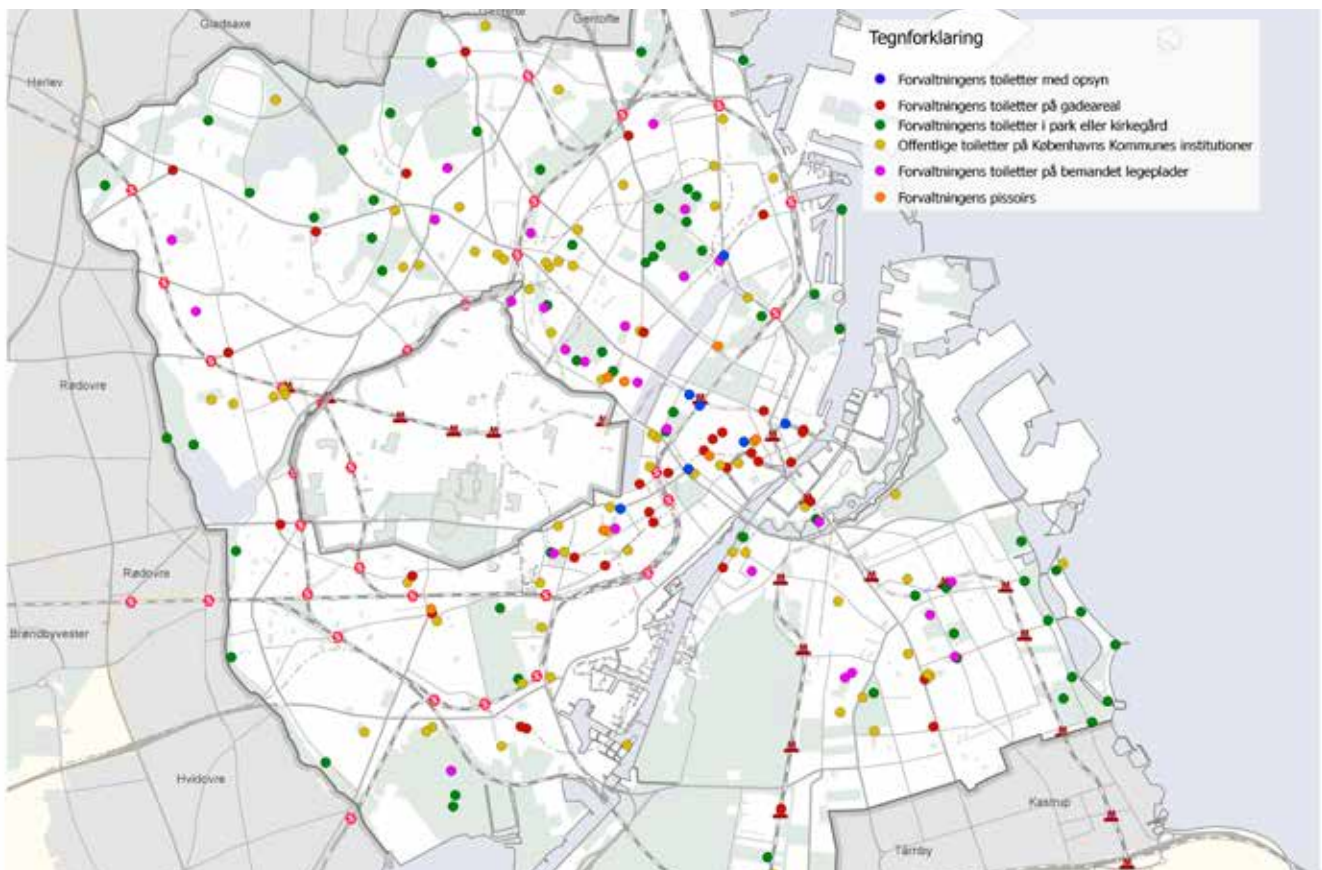 Gladsaxe
Gentofte
Herlev
Tegnforklaring
Forvaltningens toiletter med opsyn
Forvaltningens toiletter på gadeareal
Forvaltningens toiletter i park eller kirkegård
Offentlige toiletter på Københavns Kommunes institutioner
Forvaltningens toiletter på bemandet legeplader
Forvaltningens pissoirs
Rødovre
Rødovre
Brøndbyvester
Hvidovre
Kastrup
Tårnby